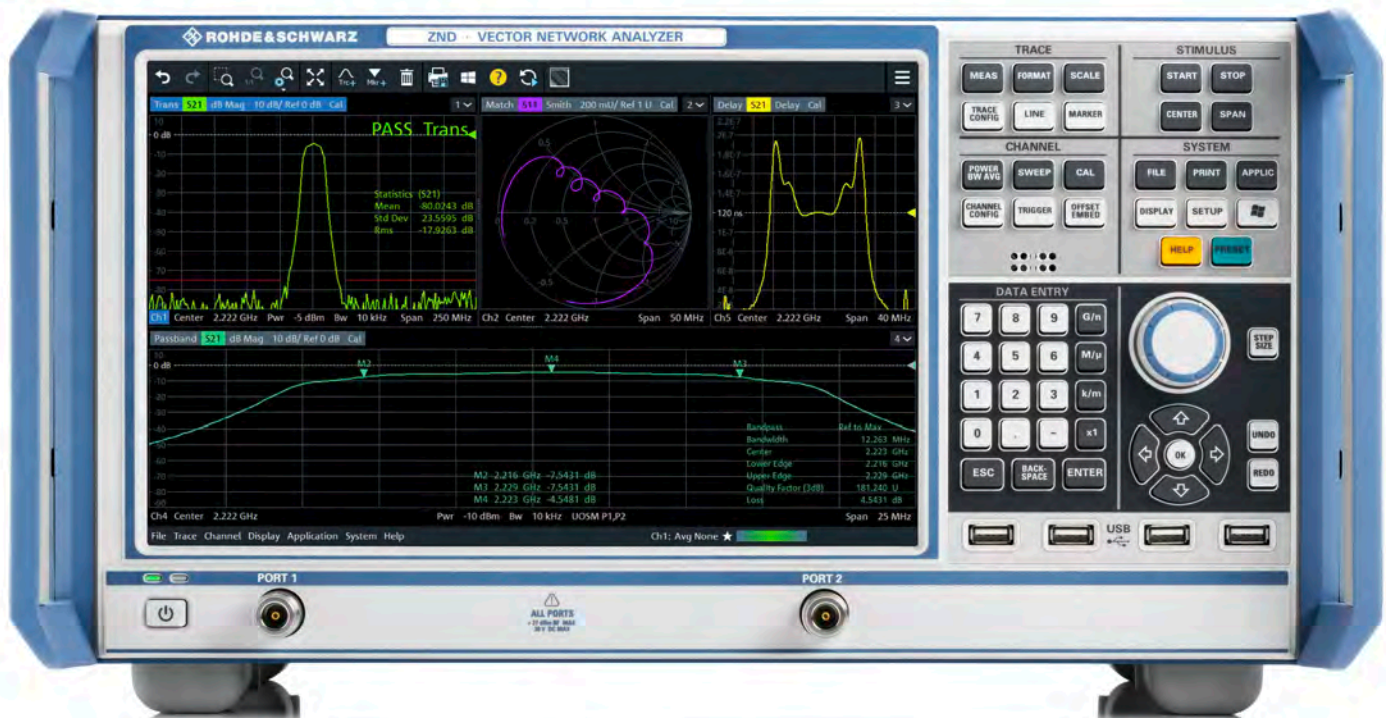 ROHDE&SCHWARZ
ZND · VECTOR NETWORK ANALYZER
Trans S21 dB Mag 10 dB/ Ref 0 dB Cal 1
Match S11 Smith 200 mU/ Ref 1 U Cal 2
Delay S21 Delay Cal 3
Trc+ Mkr+
PASS Trans
0 dB
Statistics (S21)
Mean -80.0243 dB
Std Dev 23.5595 dB
Rms -17.9263 dB
120 ns
Ch1 Center 2.222 GHz Pwr -5 dBm Bw 10 kHz Span 250 MHz
Ch2 Center 2.222 GHz Span 50 MHz
Ch5 Center 2.222 GHz Span 40 MHz
Passband S21 dB Mag 10 dB/ Ref 0 dB Cal 4
0 dB
M2
M4
M3
M2 2.216 GHz -7.5431 dB
M3 2.229 GHz -7.5431 dB
M4 2.223 GHz -4.5481 dB
Bandpass Ref to Max
Bandwidth 12.263 MHz
Center 2.223 GHz
Lower Edge 2.216 GHz
Upper Edge 2.229 GHz
Quality Factor (3dB) 181.240 U
Loss 4.5431 dB
Ch4 Center 2.222 GHz Pwr -10 dBm Bw 10 kHz UOSM P1,P2 Span 25 MHz
File Trace Channel Display Application System Help
Ch1: Avg None
TRACE
MEAS FORMAT SCALE
TRACE CONFIG LINE MARKER
STIMULUS
START STOP
CENTER SPAN
CHANNEL
POWER BW AVG SWEEP CAL
CHANNEL CONFIG TRIGGER OFFSET EMBED
SYSTEM
FILE PRINT APPLIC
DISPLAY SETUP
HELP PRESET
DATA ENTRY
7 8 9 G/n
4 5 6 M/µ
1 2 3 k/m
0 . - x1
ESC BACK-SPACE ENTER
STEP SIZE
OK
UNDO
REDO
USB
PORT 1
ALL PORTS
PORT 2